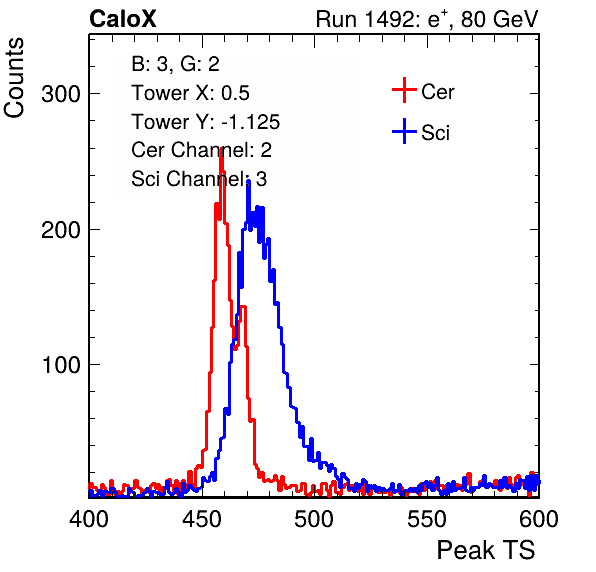 CaloX Run 1492: e⁺, 80 GeV
Counts
B: 3, G: 2
Tower X: 0.5
Tower Y: -1.125
Cer Channel: 2
Sci Channel: 3
Cer
Sci
300
200
100
400 450 500 550 600
Peak TS